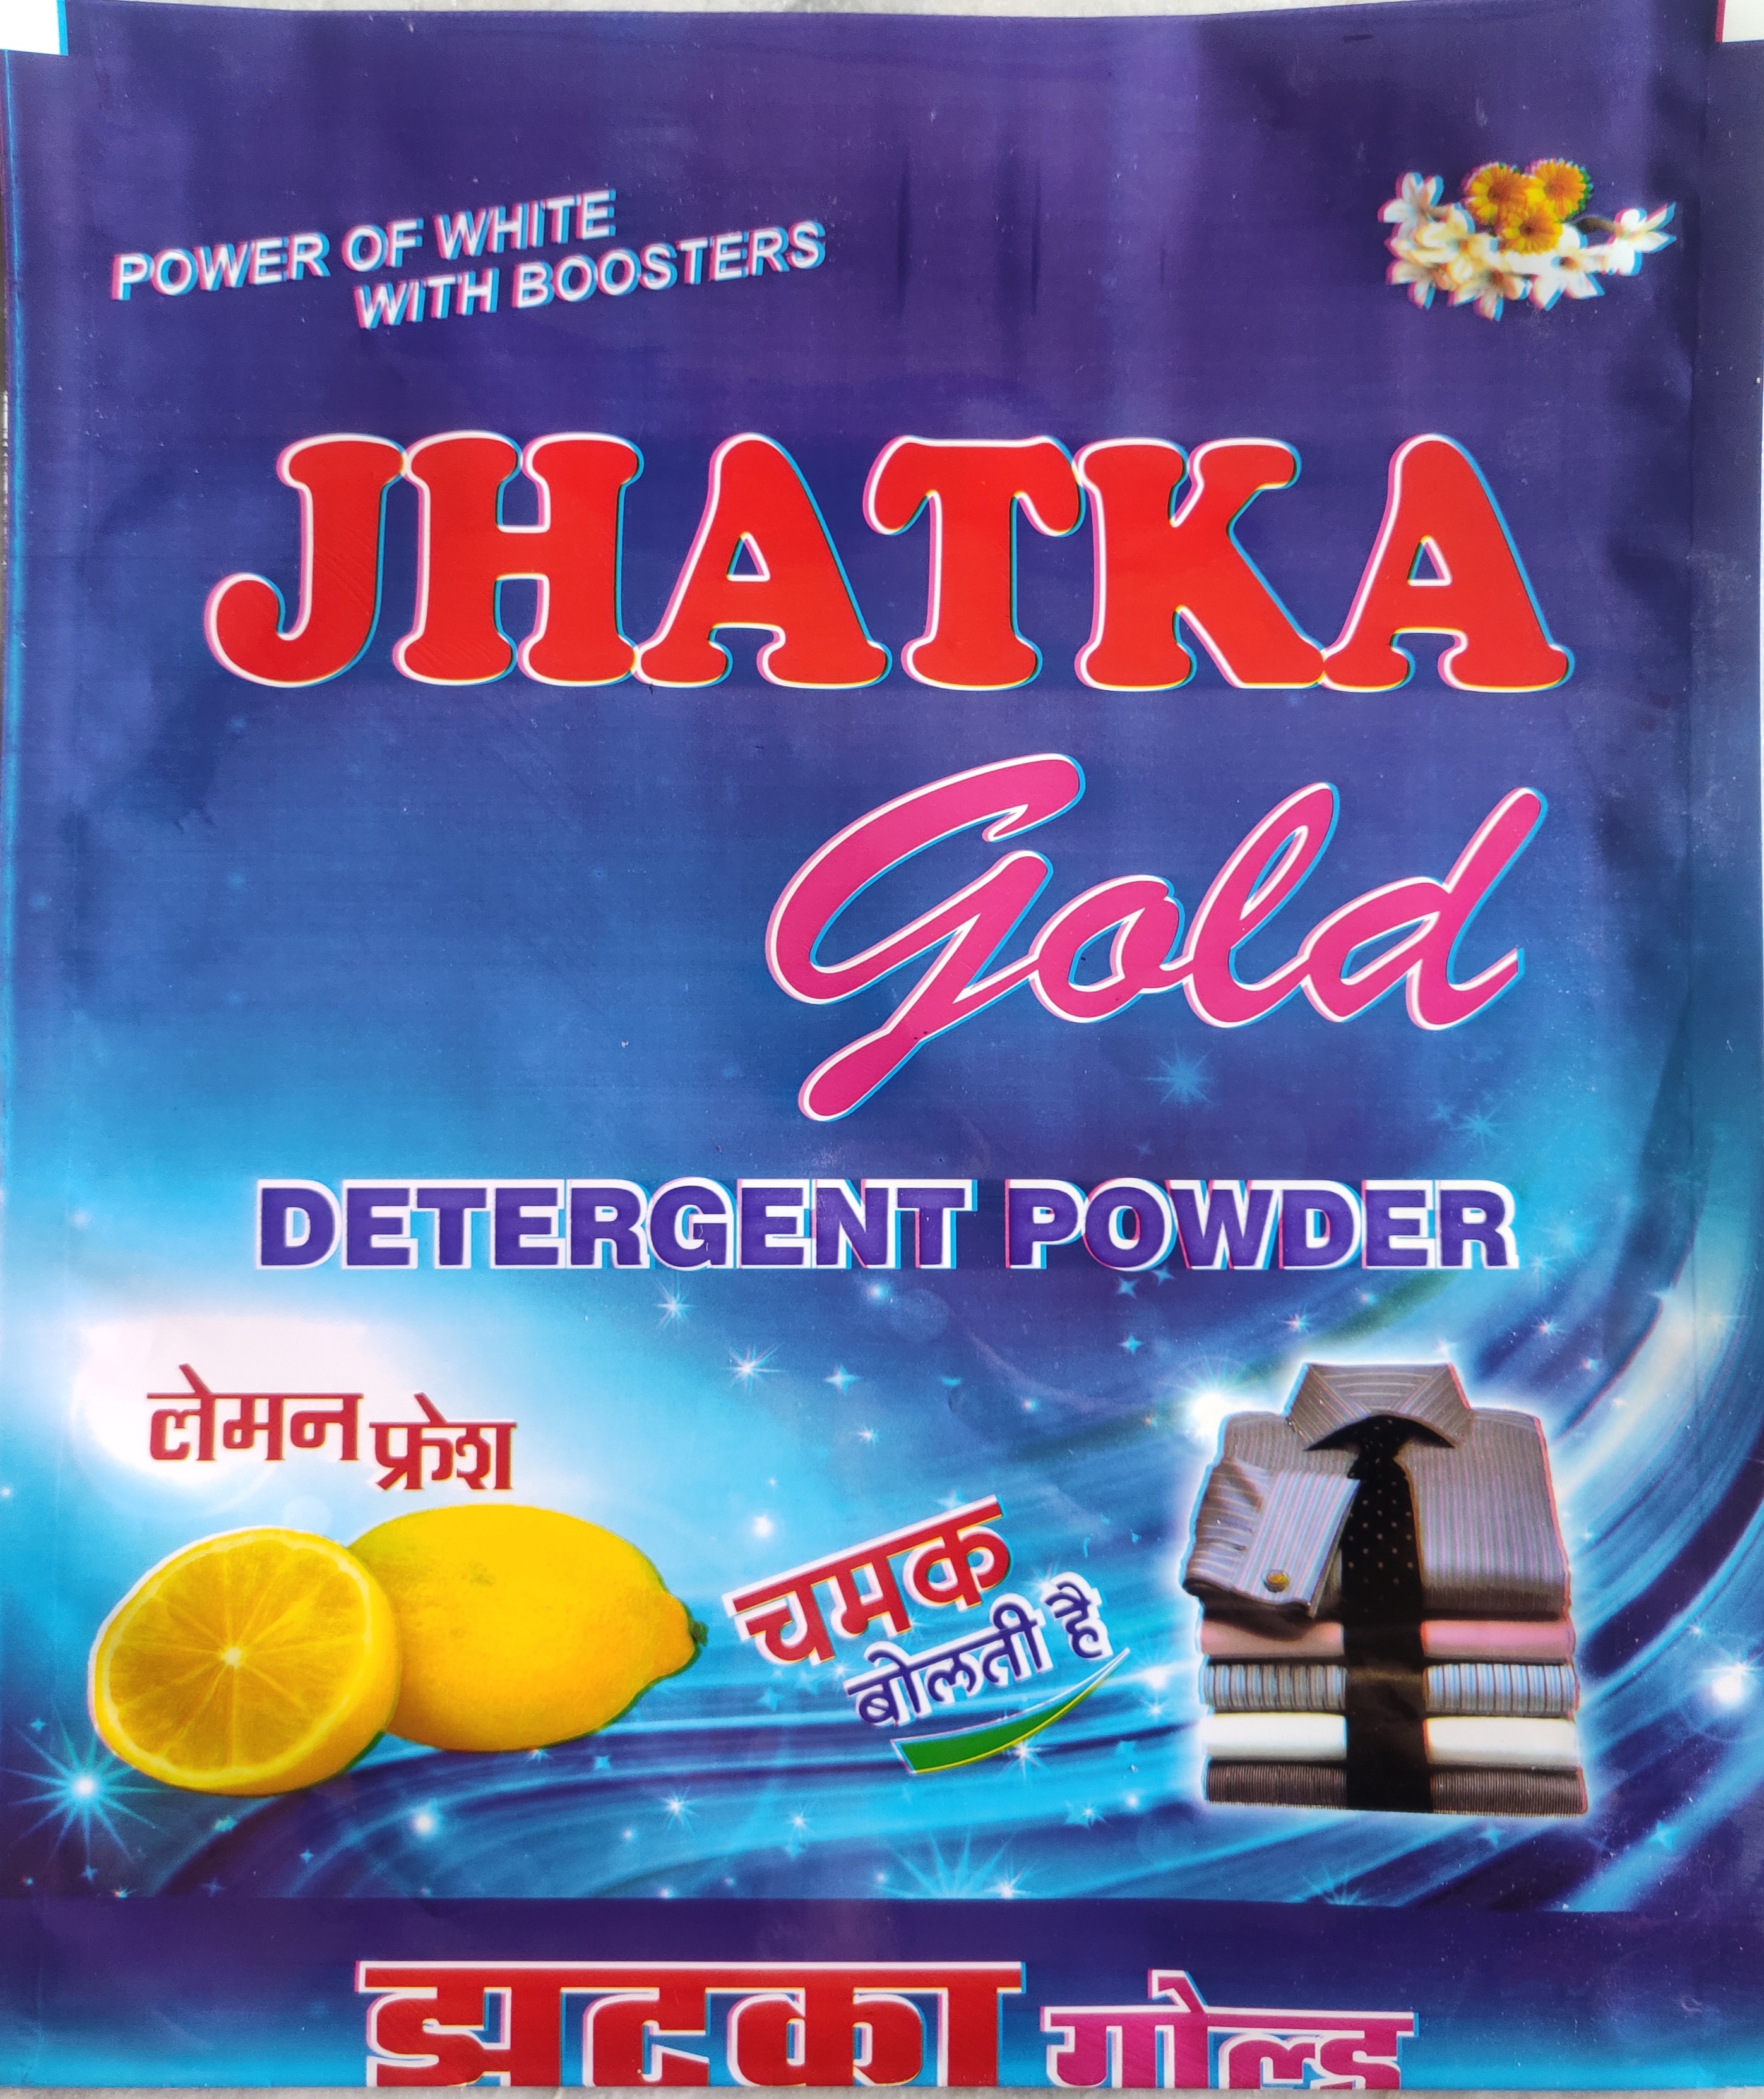 POWER OF WHITE
WITH BOOSTERS
JHATKA
Gold
DETERGENT POWDER
लेमन फ्रेश
चमक
बोलती है
झटका गोल्ड